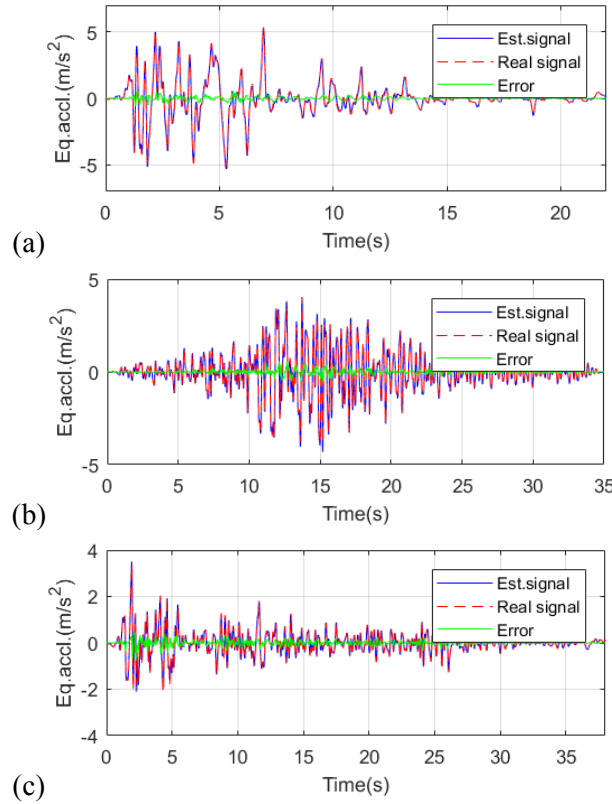 5
0
-5
Eq.accl.(m/s²)
Est.signal
Real signal
Error
0 5 10 15 20
Time(s)
(a)
5
0
-5
Eq.accl.(m/s²)
Est.signal
Real signal
Error
0 5 10 15 20 25 30 35
Time(s)
(b)
4
2
0
-2
-4
Eq.accl.(m/s²)
Est.signal
Real signal
Error
0 5 10 15 20 25 30 35
Time(s)
(c)